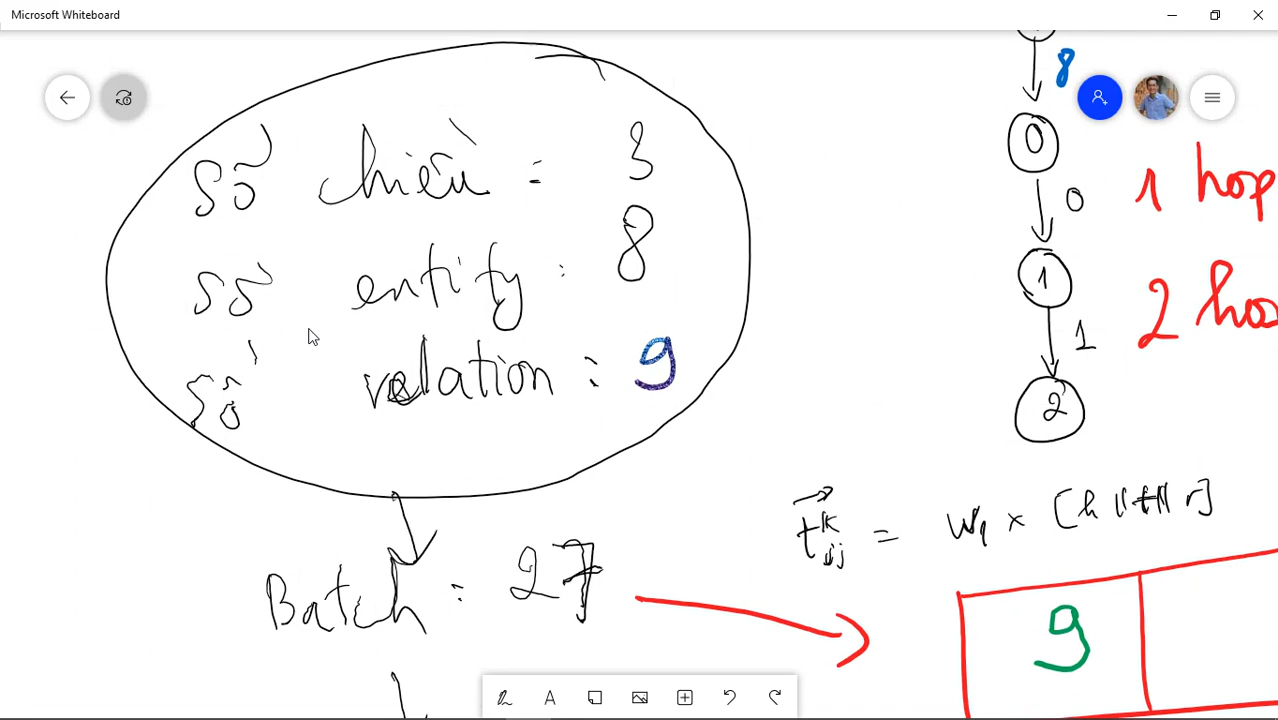 Microsoft Whiteboard
số chiều = 3
số entity : 8
số relation : 9
Batch : 27
8
0
0
1
1
2
1 hop
2 hop
= W₁ × [h || t || r]
9